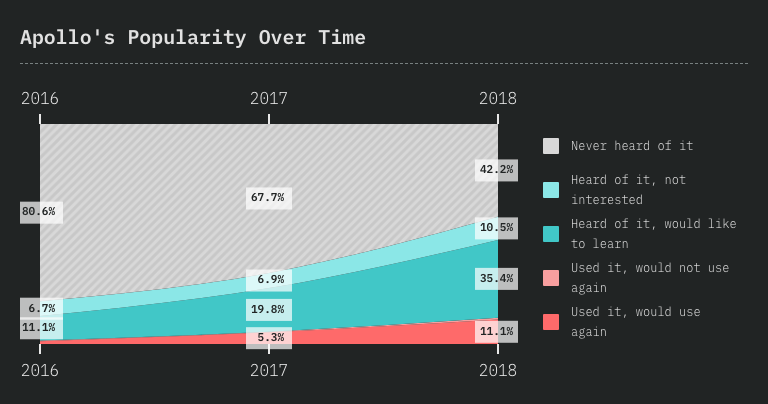 Apollo's Popularity Over Time
2016 2017 2018
80.6%
67.7%
42.2%
6.7%
6.9%
10.5%
11.1%
19.8%
35.4%
5.3%
11.1%
2016 2017 2018
Never heard of it
Heard of it, not
interested
Heard of it, would like
to learn
Used it, would not use
again
Used it, would use
again